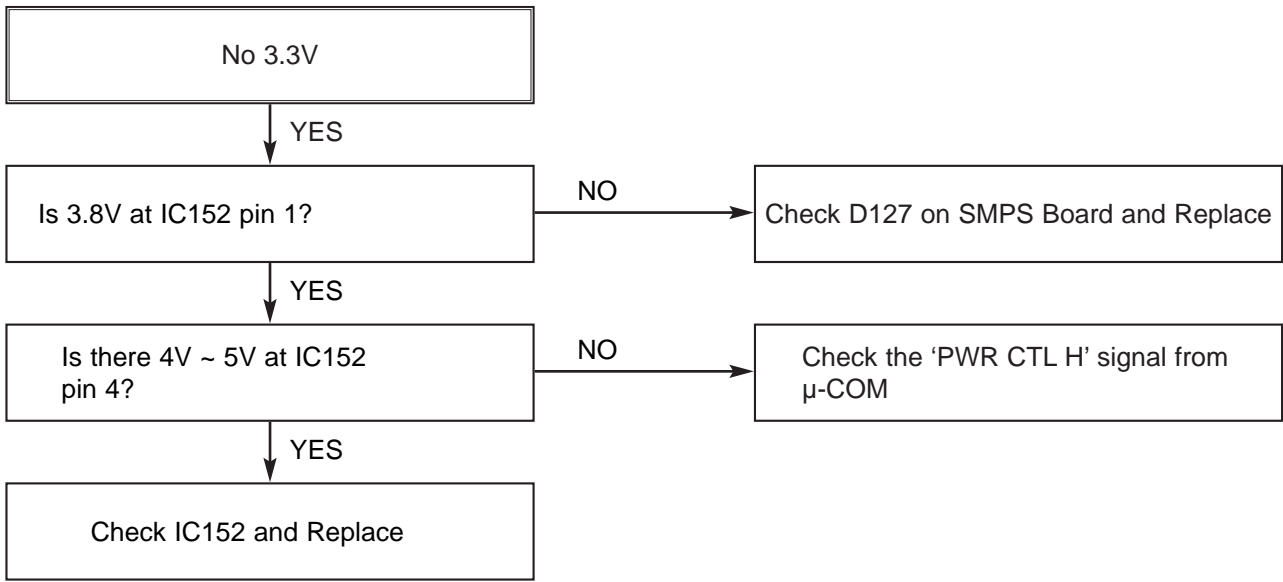 No 3.3V
YES
Is 3.8V at IC152 pin 1?
NO
Check D127 on SMPS Board and Replace
YES
Is there 4V ~ 5V at IC152
pin 4?
NO
Check the ‘PWR CTL H’ signal from
µ-COM
YES
Check IC152 and Replace